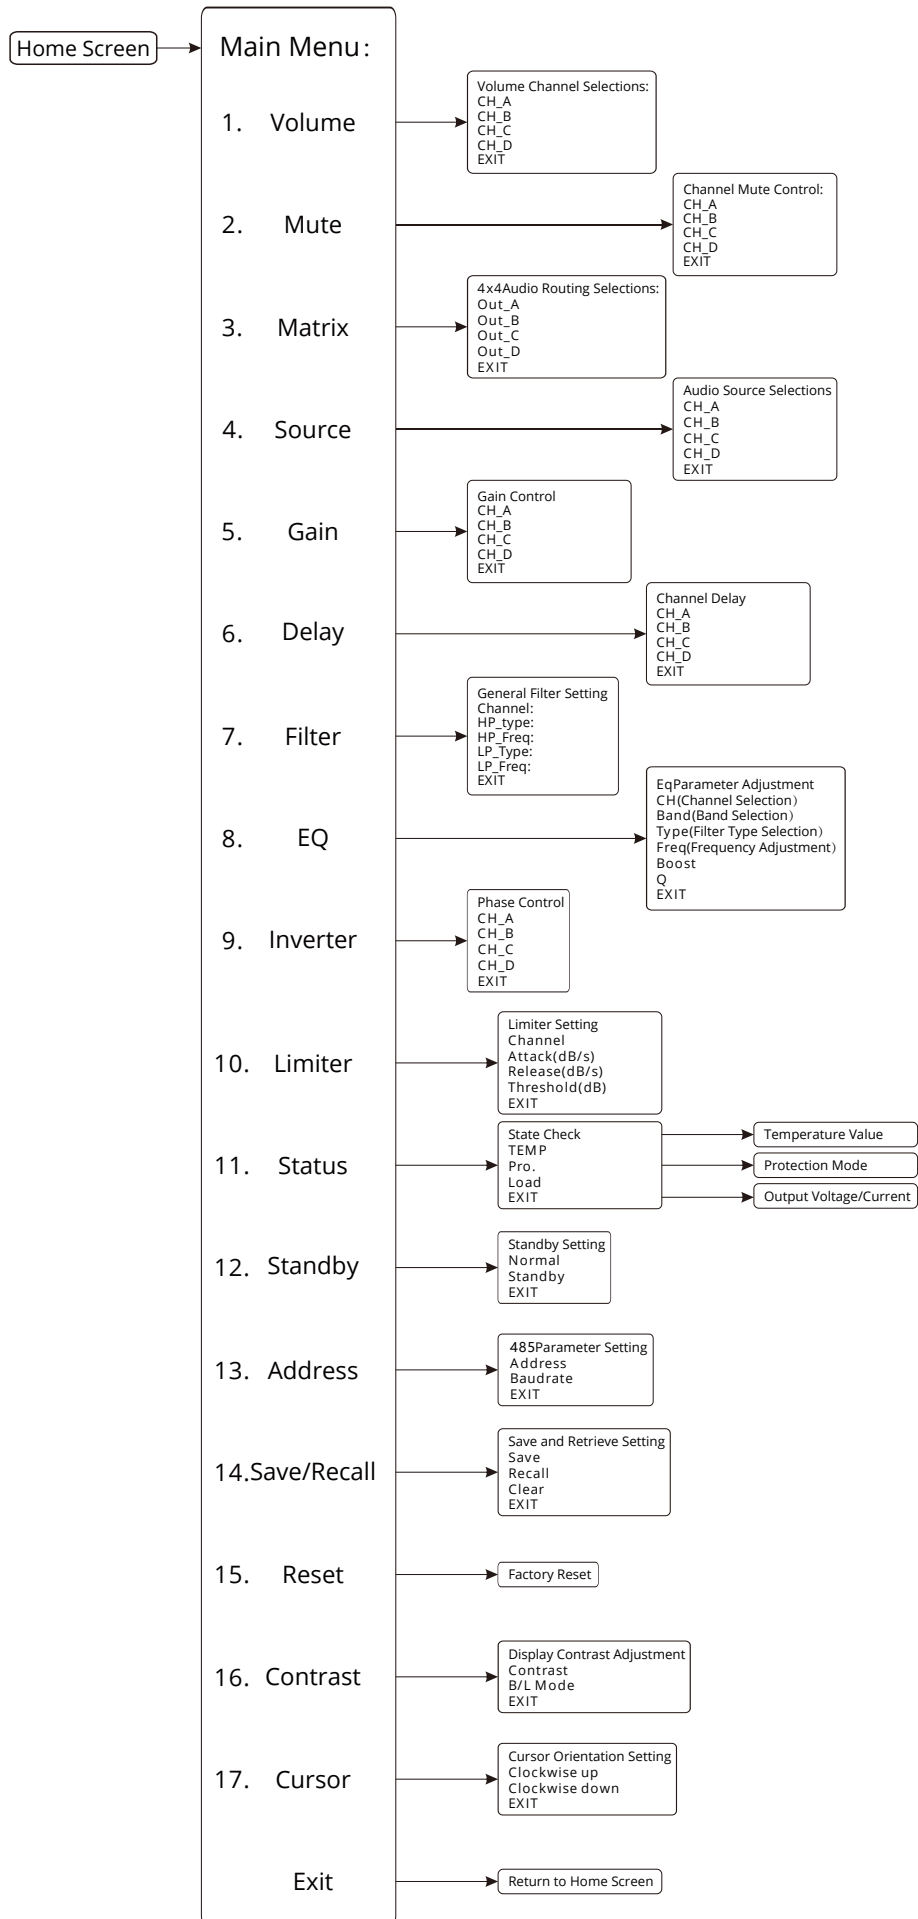 Home Screen
Main Menu:
1. Volume
Volume Channel Selections:
CH_A
CH_B
CH_C
CH_D
EXIT
2. Mute
Channel Mute Control:
CH_A
CH_B
CH_C
CH_D
EXIT
3. Matrix
4x4Audio Routing Selections:
Out_A
Out_B
Out_C
Out_D
EXIT
4. Source
Audio Source Selections
CH_A
CH_B
CH_C
CH_D
EXIT
5. Gain
Gain Control
CH_A
CH_B
CH_C
CH_D
EXIT
6. Delay
Channel Delay
CH_A
CH_B
CH_C
CH_D
EXIT
7. Filter
General Filter Setting
Channel:
HP_type:
HP_Freq:
LP_Type:
LP_Freq:
EXIT
8. EQ
EqParameter Adjustment
CH(Channel Selection)
Band(Band Selection)
Type(Filter Type Selection)
Freq(Frequency Adjustment)
Boost
Q
EXIT
9. Inverter
Phase Control
CH_A
CH_B
CH_C
CH_D
EXIT
10. Limiter
Limiter Setting
Channel
Attack(dB/s)
Release(dB/s)
Threshold(dB)
EXIT
11. Status
State Check
TEMP
Pro.
Load
EXIT
Temperature Value
Protection Mode
Output Voltage/Current
12. Standby
Standby Setting
Normal
Standby
EXIT
13. Address
485Parameter Setting
Address
Baudrate
EXIT
14.Save/Recall
Save and Retrieve Setting
Save
Recall
Clear
EXIT
15. Reset
Factory Reset
16. Contrast
Display Contrast Adjustment
Contrast
B/L Mode
EXIT
17. Cursor
Cursor Orientation Setting
Clockwise up
Clockwise down
EXIT
Exit
Return to Home Screen